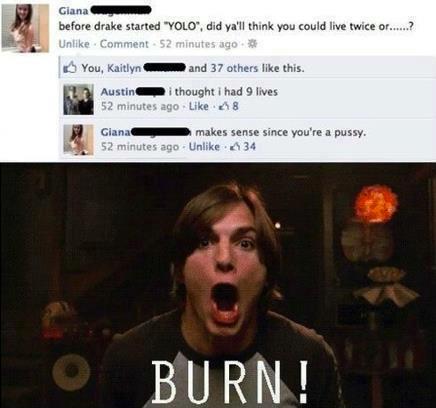 Giana
before drake started "YOLO", did ya'll think you could live twice or......?
Unlike · Comment · 52 minutes ago ·
You, Kaitlyn and 37 others like this.
Austin i thought i had 9 lives
52 minutes ago · Like · 8
Giana makes sense since you're a pussy.
52 minutes ago · Unlike · 34
BURN!